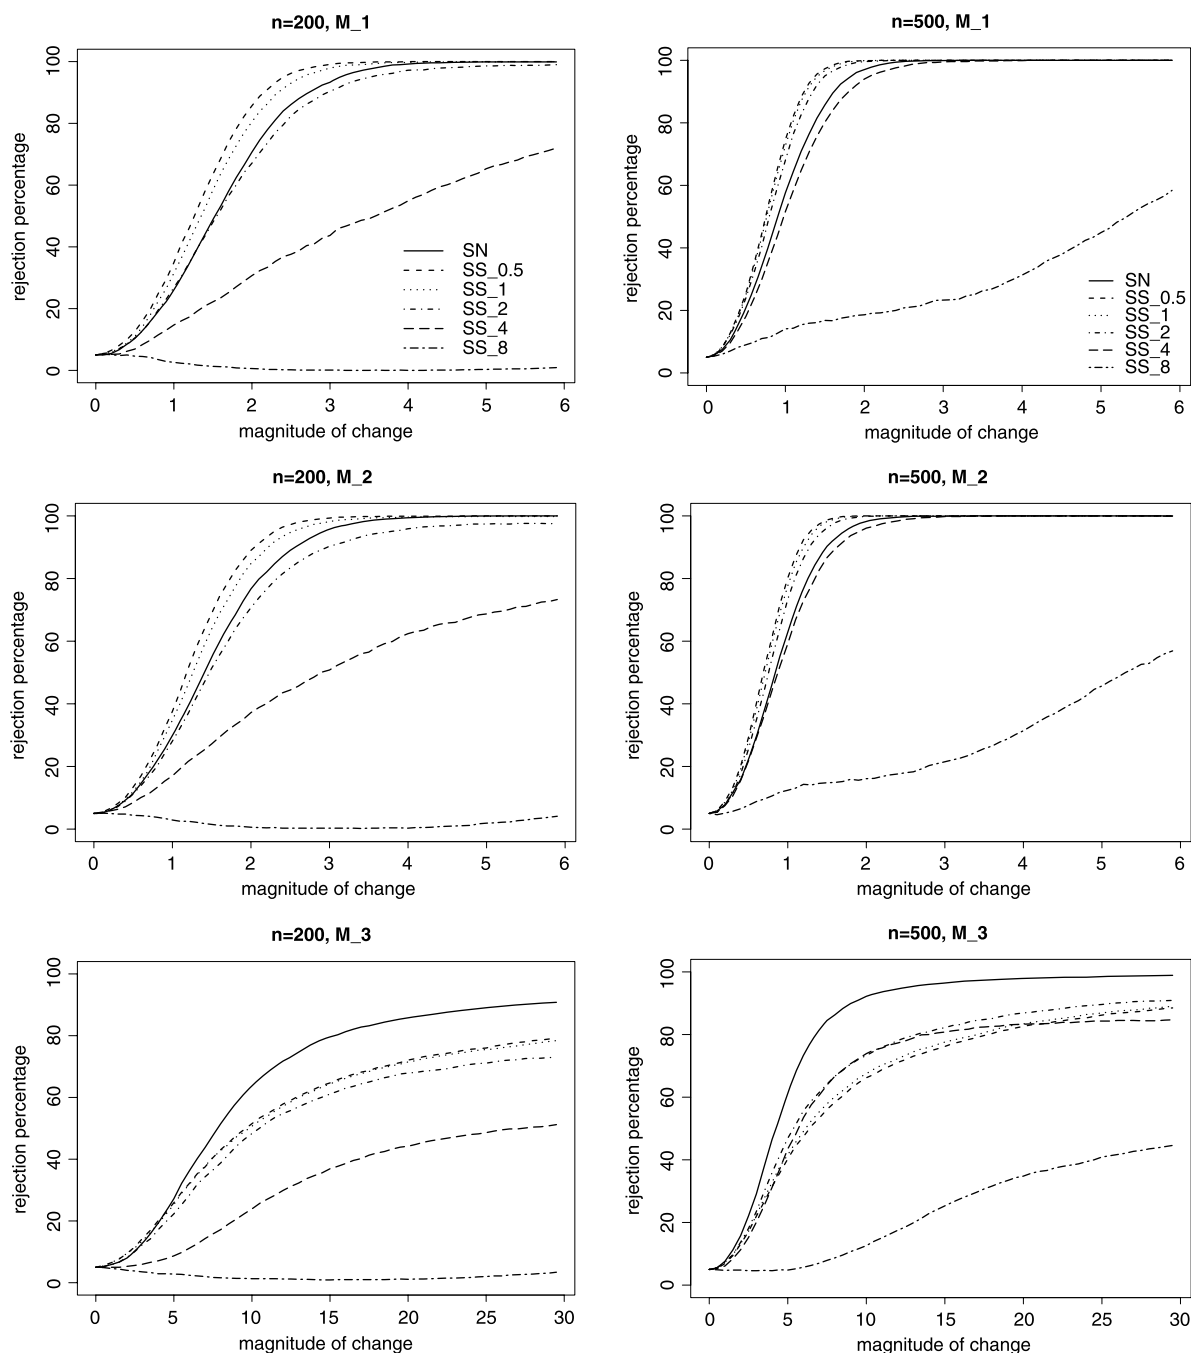 n=200, M_1
rejection percentage
0 20 40 60 80 100
SN
SS_0.5
SS_1
SS_2
SS_4
SS_8
0 1 2 3 4 5 6
magnitude of change
n=500, M_1
rejection percentage
0 20 40 60 80 100
SN
SS_0.5
SS_1
SS_2
SS_4
SS_8
0 1 2 3 4 5 6
magnitude of change
n=200, M_2
rejection percentage
0 20 40 60 80 100
0 1 2 3 4 5 6
magnitude of change
n=500, M_2
rejection percentage
0 20 40 60 80 100
0 1 2 3 4 5 6
magnitude of change
n=200, M_3
rejection percentage
0 20 40 60 80 100
0 5 10 15 20 25 30
magnitude of change
n=500, M_3
rejection percentage
0 20 40 60 80 100
0 5 10 15 20 25 30
magnitude of change